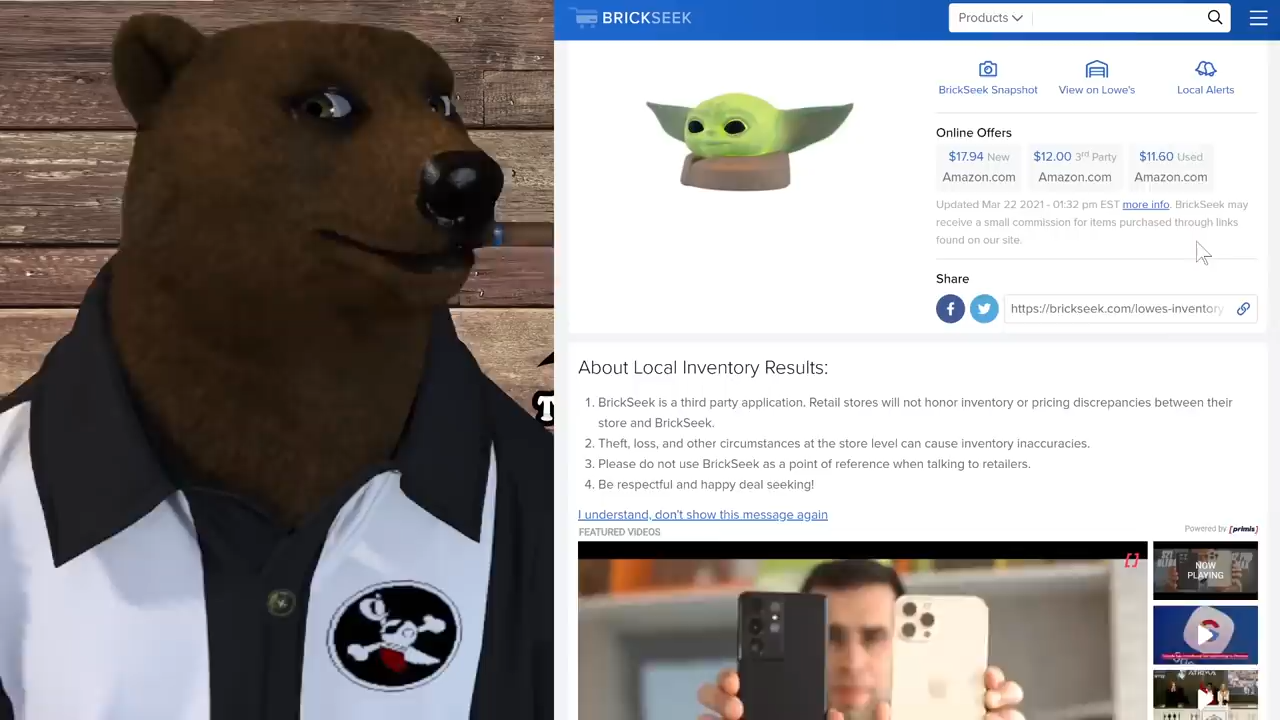 BRICKSEEK
Products
BrickSeek Snapshot
View on Lowe's
Local Alerts
Online Offers
$17.94 New
Amazon.com
$12.00 3rd Party
Amazon.com
$11.60 Used
Amazon.com
Updated Mar 22 2021 - 01:32 pm EST more info. BrickSeek may
receive a small commission for items purchased through links
found on our site.
Share
https://brickseek.com/lowes-inventory
About Local Inventory Results:
1. BrickSeek is a third party application. Retail stores will not honor inventory or pricing discrepancies between their
store and BrickSeek.
2. Theft, loss, and other circumstances at the store level can cause inventory inaccuracies.
3. Please do not use BrickSeek as a point of reference when talking to retailers.
4. Be respectful and happy deal seeking!
I understand, don't show this message again
FEATURED VIDEOS
Powered by [primis]
NOW
PLAYING